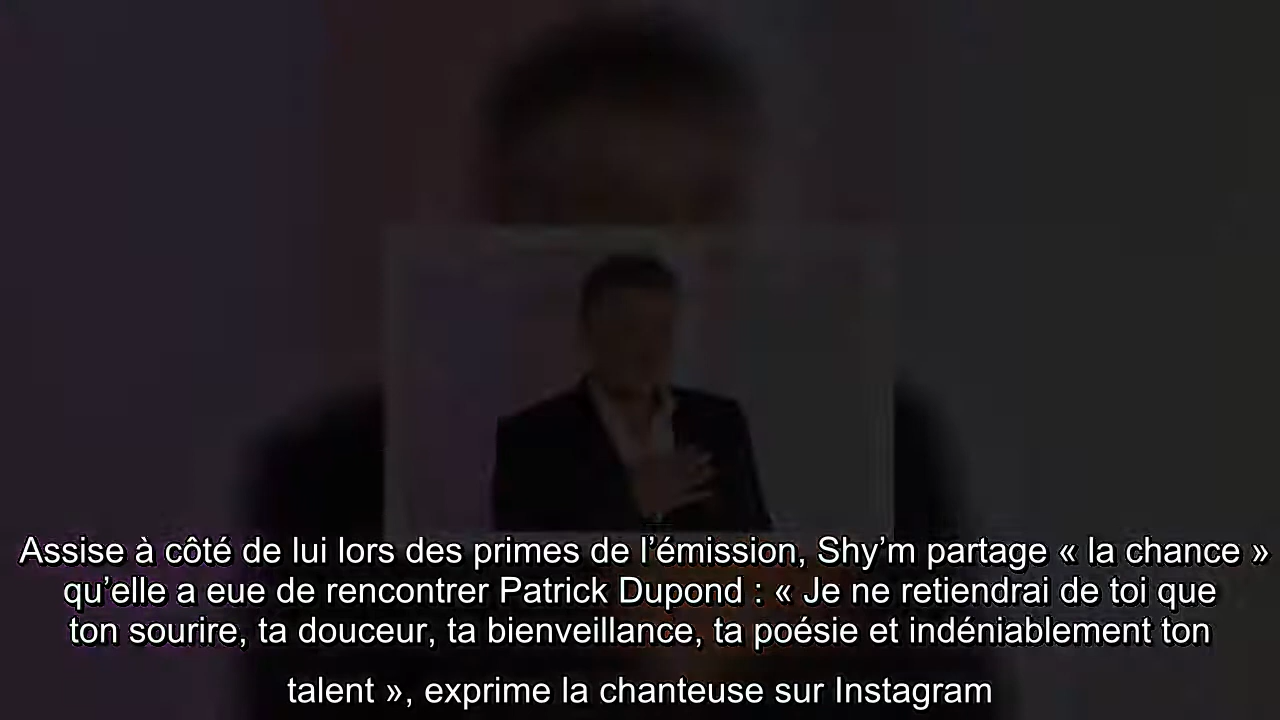 Assise à côté de lui lors des primes de l’émission, Shy’m partage « la chance »
qu’elle a eue de rencontrer Patrick Dupond : « Je ne retiendrai de toi que
ton sourire, ta douceur, ta bienveillance, ta poésie et indéniablement ton
talent », exprime la chanteuse sur Instagram